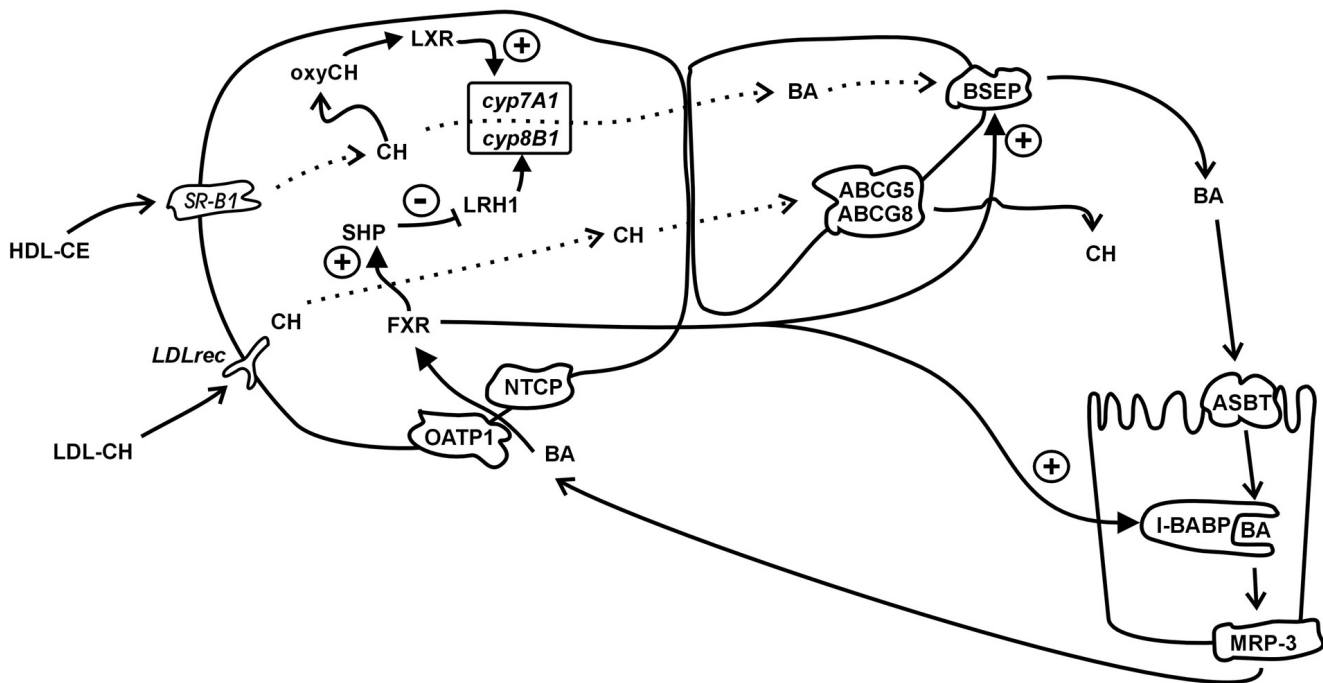 LXR
+
oxyCH
cyp7A1
cyp8B1
BA
BSEP
+
CH
SR-B1
ABCG5
ABCG8
BA
HDL-CE
-
LRH1
SHP
+
CH
CH
CH
FXR
LDLrec
NTCP
ASBT
OATP1
BA
LDL-CH
+
I-BABP
BA
MRP-3